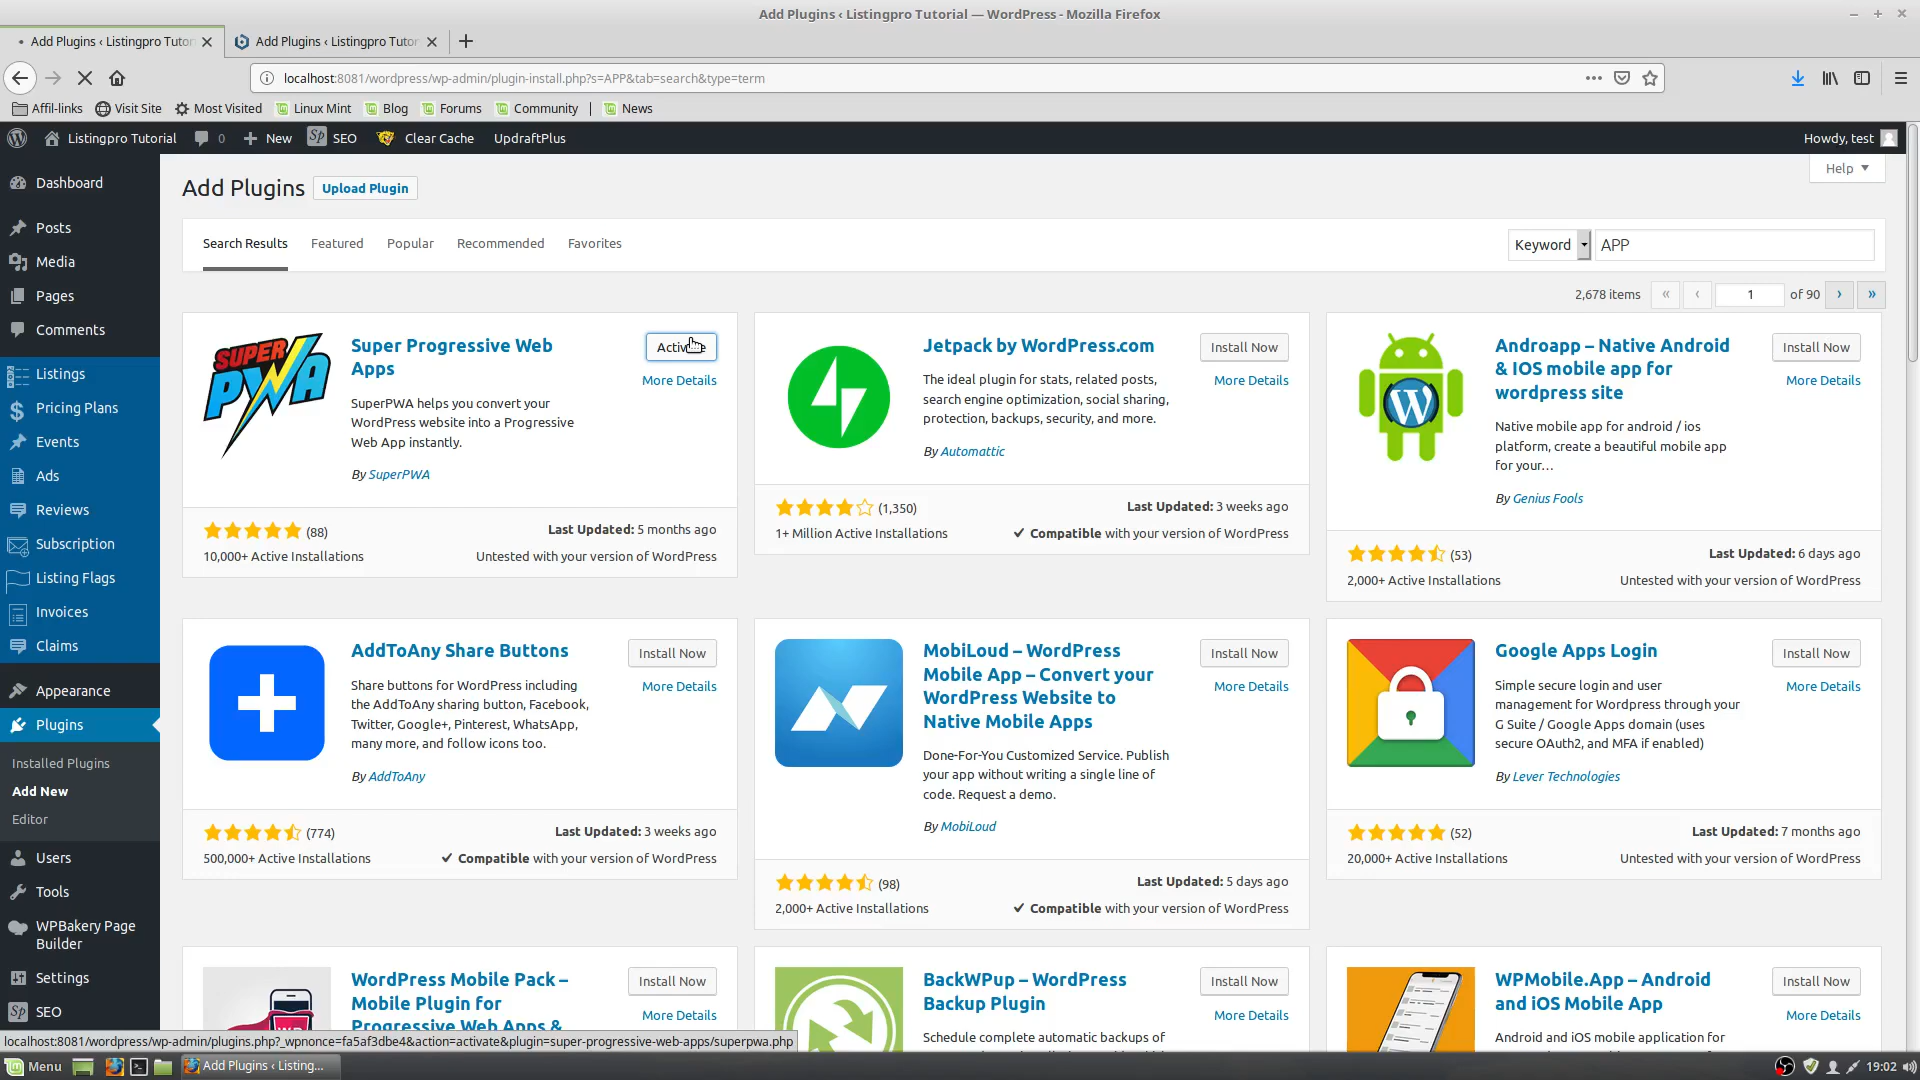 Add Plugins ‹ Listingpro Tutorial — WordPress - Mozilla Firefox
Add Plugins ‹ Listingpro Tutor
Add Plugins ‹ Listingpro Tutor
localhost:8081/wordpress/wp-admin/plugin-install.php?s=APP&tab=search&type=term
Affil-links
Visit Site
Most Visited
Linux Mint
Blog
Forums
Community
News
Listingpro Tutorial
0
New
Sp
SEO
Clear Cache
UpdraftPlus
Howdy, test
Dashboard
Posts
Media
Pages
Comments
Listings
Pricing Plans
Events
Ads
Reviews
Subscription
Listing Flags
Invoices
Claims
Appearance
Plugins
Installed Plugins
Add New
Editor
Users
Tools
WPBakery Page
Builder
Settings
Sp
SEO
Add Plugins
Upload Plugin
Help
Search Results
Featured
Popular
Recommended
Favorites
Keyword
APP
2,678 items
«
‹
1
of 90
›
»
SUPER
PWA
Super Progressive Web
Apps
More Details
SuperPWA helps you convert your
WordPress website into a Progressive
Web App instantly.
By SuperPWA
(88)
Last Updated: 5 months ago
10,000+ Active Installations
Untested with your version of WordPress
Jetpack by WordPress.com
Install Now
More Details
The ideal plugin for stats, related posts,
search engine optimization, social sharing,
protection, backups, security, and more.
By Automattic
(1,350)
Last Updated: 3 weeks ago
1+ Million Active Installations
Compatible with your version of WordPress
Androapp – Native Android
& IOS mobile app for
wordpress site
Install Now
More Details
Native mobile app for android / ios
platform, create a beautiful mobile app
for your…
By Genius Fools
(53)
Last Updated: 6 days ago
2,000+ Active Installations
Untested with your version of WordPress
AddToAny Share Buttons
Install Now
More Details
Share buttons for WordPress including
the AddToAny sharing button, Facebook,
Twitter, Google+, Pinterest, WhatsApp,
many more, and follow icons too.
By AddToAny
(774)
Last Updated: 3 weeks ago
500,000+ Active Installations
Compatible with your version of WordPress
MobiLoud – WordPress
Mobile App – Convert your
WordPress Website to
Native Mobile Apps
Install Now
More Details
Done-For-You Customized Service. Publish
your app without writing a single line of
code. Request a demo.
By MobiLoud
(98)
Last Updated: 5 days ago
2,000+ Active Installations
Compatible with your version of WordPress
Google Apps Login
Install Now
More Details
Simple secure login and user
management for Wordpress through your
G Suite / Google Apps domain (uses
secure OAuth2, and MFA if enabled)
By Lever Technologies
(52)
Last Updated: 7 months ago
20,000+ Active Installations
Untested with your version of WordPress
WordPress Mobile Pack –
Mobile Plugin for
Progressive Web Apps &
Install Now
More Details
BackWPup – WordPress
Backup Plugin
Install Now
More Details
Schedule complete automatic backups of
WPMobile.App – Android
and iOS Mobile App
Install Now
More Details
Android and iOS mobile application for
localhost:8081/wordpress/wp-admin/plugins.php?_wpnonce=fa5af3dbe4&action=activate&plugin=super-progressive-web-apps/superpwa.php
Menu
Add Plugins ‹ Listing...
19:02